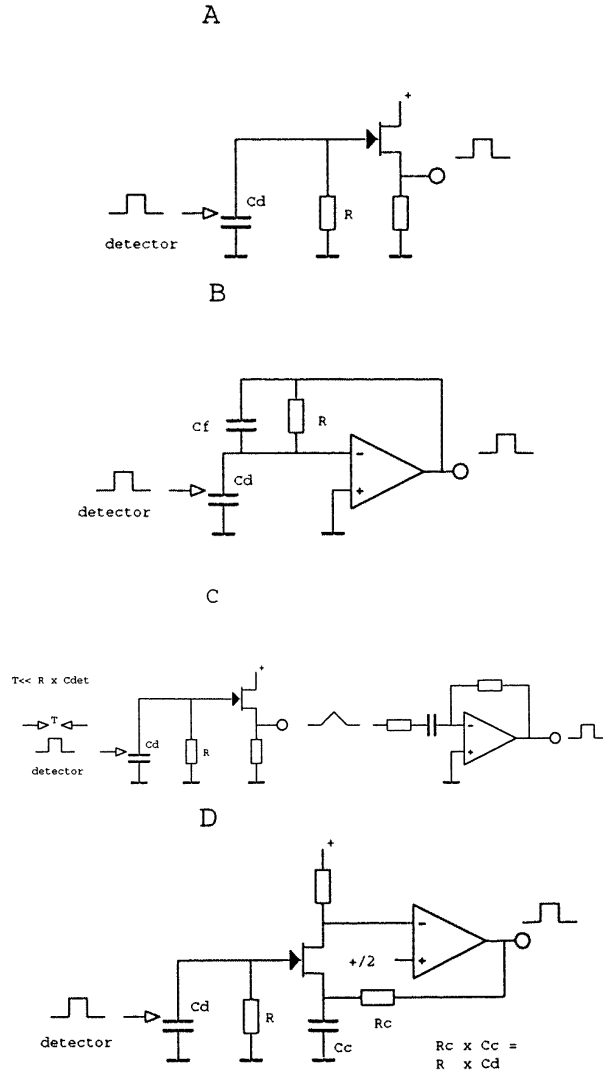 A
+
Cd
R
detector
B
Cf
R
-
Cd
+
detector
C
T<< R x Cdet
+
T
Cd
R
-
+
detector
D
+
-
+/2
+
Cd
R
Rc
Cc
detector
Rc x Cc =
R x Cd